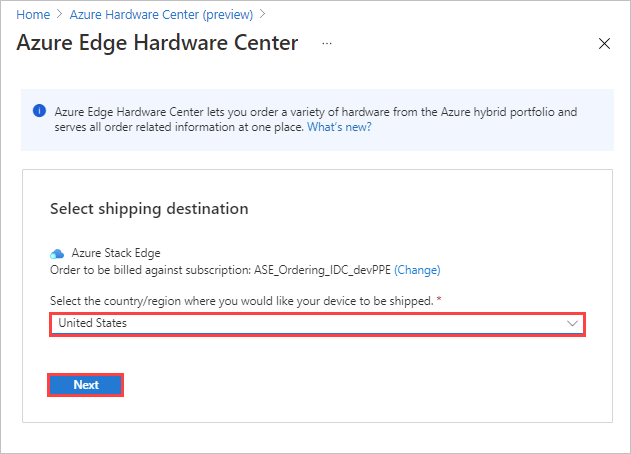 Home > Azure Hardware Center (preview) >
Azure Edge Hardware Center ...
Azure Edge Hardware Center lets you order a variety of hardware from the Azure hybrid portfolio and
serves all order related information at one place. What's new?
Select shipping destination
Azure Stack Edge
Order to be billed against subscription: ASE_Ordering_IDC_devPPE (Change)
Select the country/region where you would like your device to be shipped. *
United States
Next